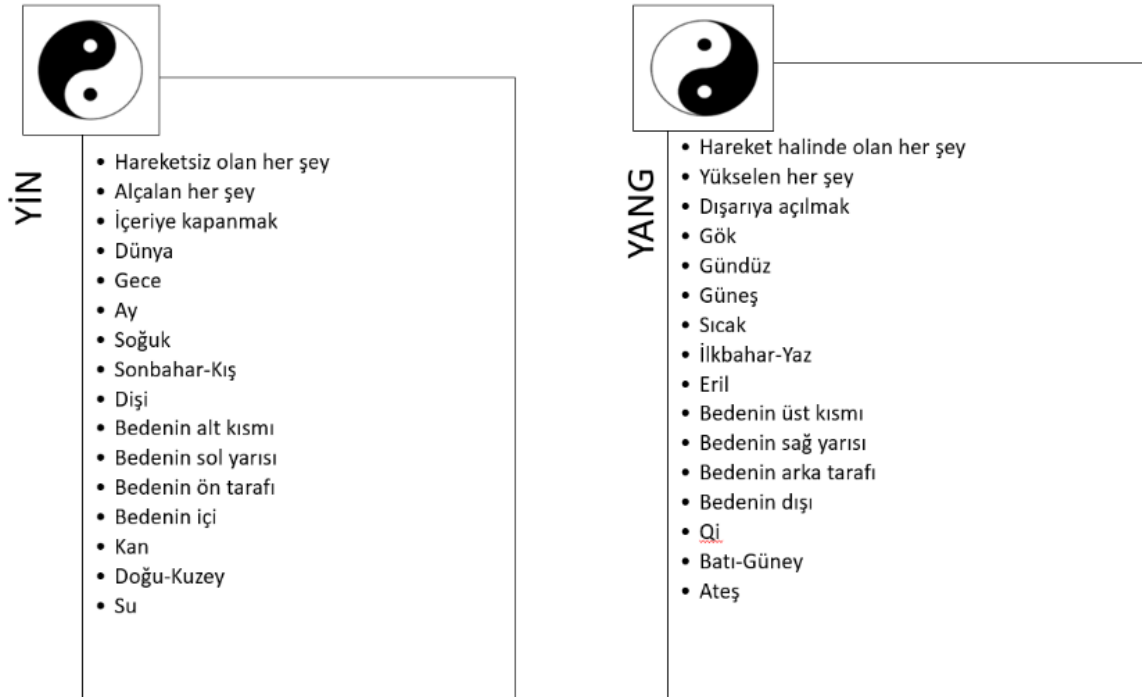 YİN
• Hareketsiz olan her şey
• Alçalan her şey
• İçeriye kapanmak
• Dünya
• Gece
• Ay
• Soğuk
• Sonbahar-Kış
• Dişi
• Bedenin alt kısmı
• Bedenin sol yarısı
• Bedenin ön tarafı
• Bedenin içi
• Kan
• Doğu-Kuzey
• Su
YANG
• Hareket halinde olan her şey
• Yükselen her şey
• Dışarıya açılmak
• Gök
• Gündüz
• Güneş
• Sıcak
• İlkbahar-Yaz
• Eril
• Bedenin üst kısmı
• Bedenin sağ yarısı
• Bedenin arka tarafı
• Bedenin dışı
• Qi
• Batı-Güney
• Ateş